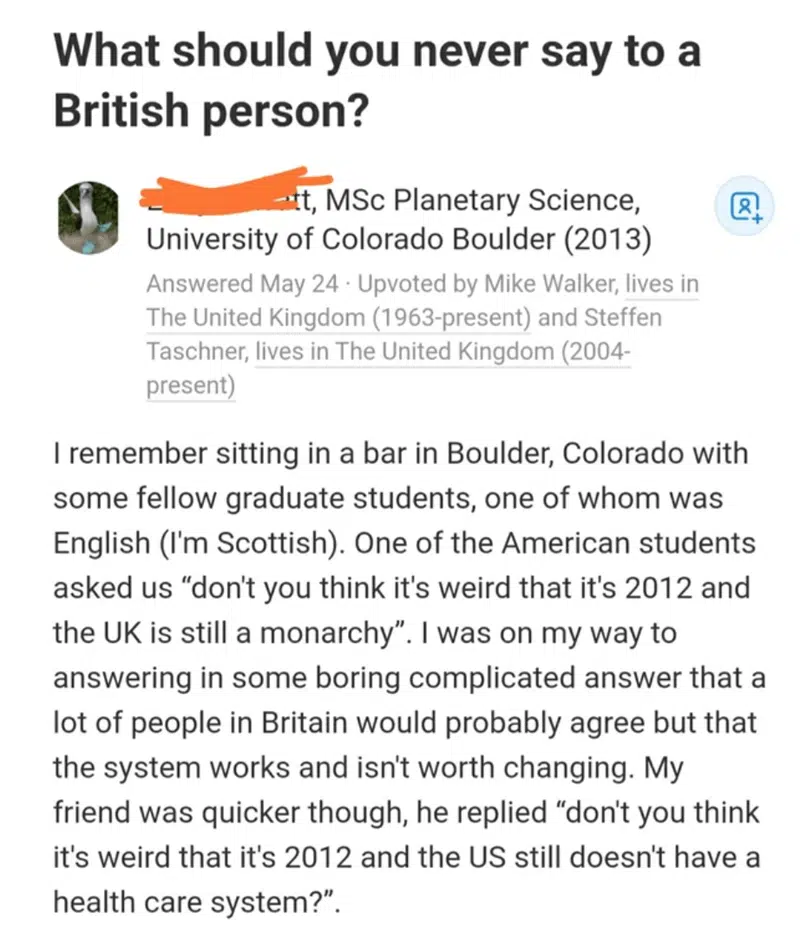 What should you never say to a
British person?
tt, MSc Planetary Science,
University of Colorado Boulder (2013)
Answered May 24 · Upvoted by Mike Walker, lives in
The United Kingdom (1963-present) and Steffen
Taschner, lives in The United Kingdom (2004-
present)
I remember sitting in a bar in Boulder, Colorado with
some fellow graduate students, one of whom was
English (I'm Scottish). One of the American students
asked us “don't you think it's weird that it's 2012 and
the UK is still a monarchy”. I was on my way to
answering in some boring complicated answer that a
lot of people in Britain would probably agree but that
the system works and isn't worth changing. My
friend was quicker though, he replied “don't you think
it's weird that it's 2012 and the US still doesn't have a
health care system?”.